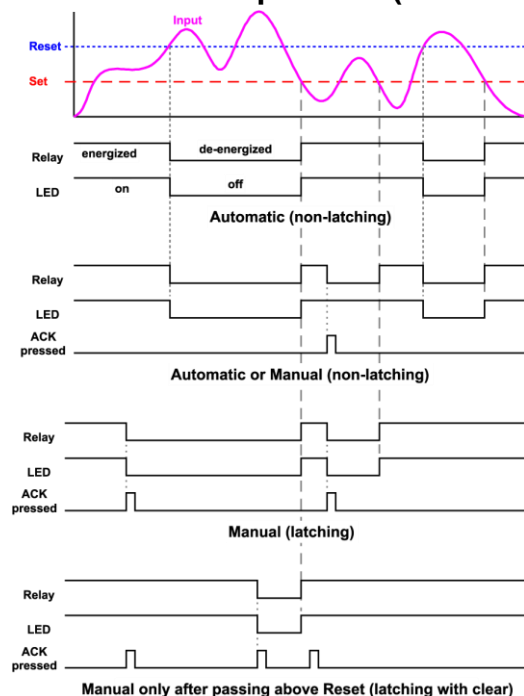 Input
Reset
Set
energized
de-energized
Relay
LED
on
off
Automatic (non-latching)
Relay
LED
ACK
pressed
Automatic or Manual (non-latching)
Relay
LED
ACK
pressed
Manual (latching)
Relay
LED
ACK
pressed
Manual only after passing above Reset (latching with clear)